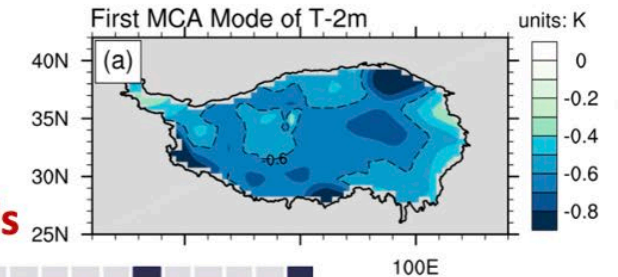 First MCA Mode of T-2m
units: K
(a)
40N
35N
30N
25N
-0.6
100E
0
-0.2
-0.4
-0.6
-0.8
s